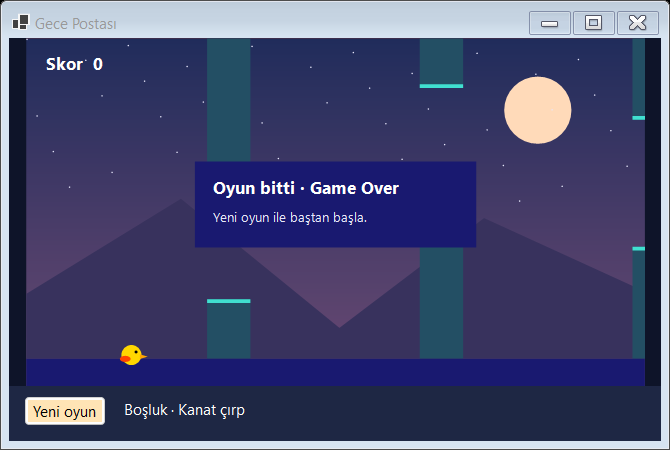 Gece Postası
Skor 0
Oyun bitti · Game Over
Yeni oyun ile baştan başla.
Yeni oyun
Boşluk · Kanat çırp